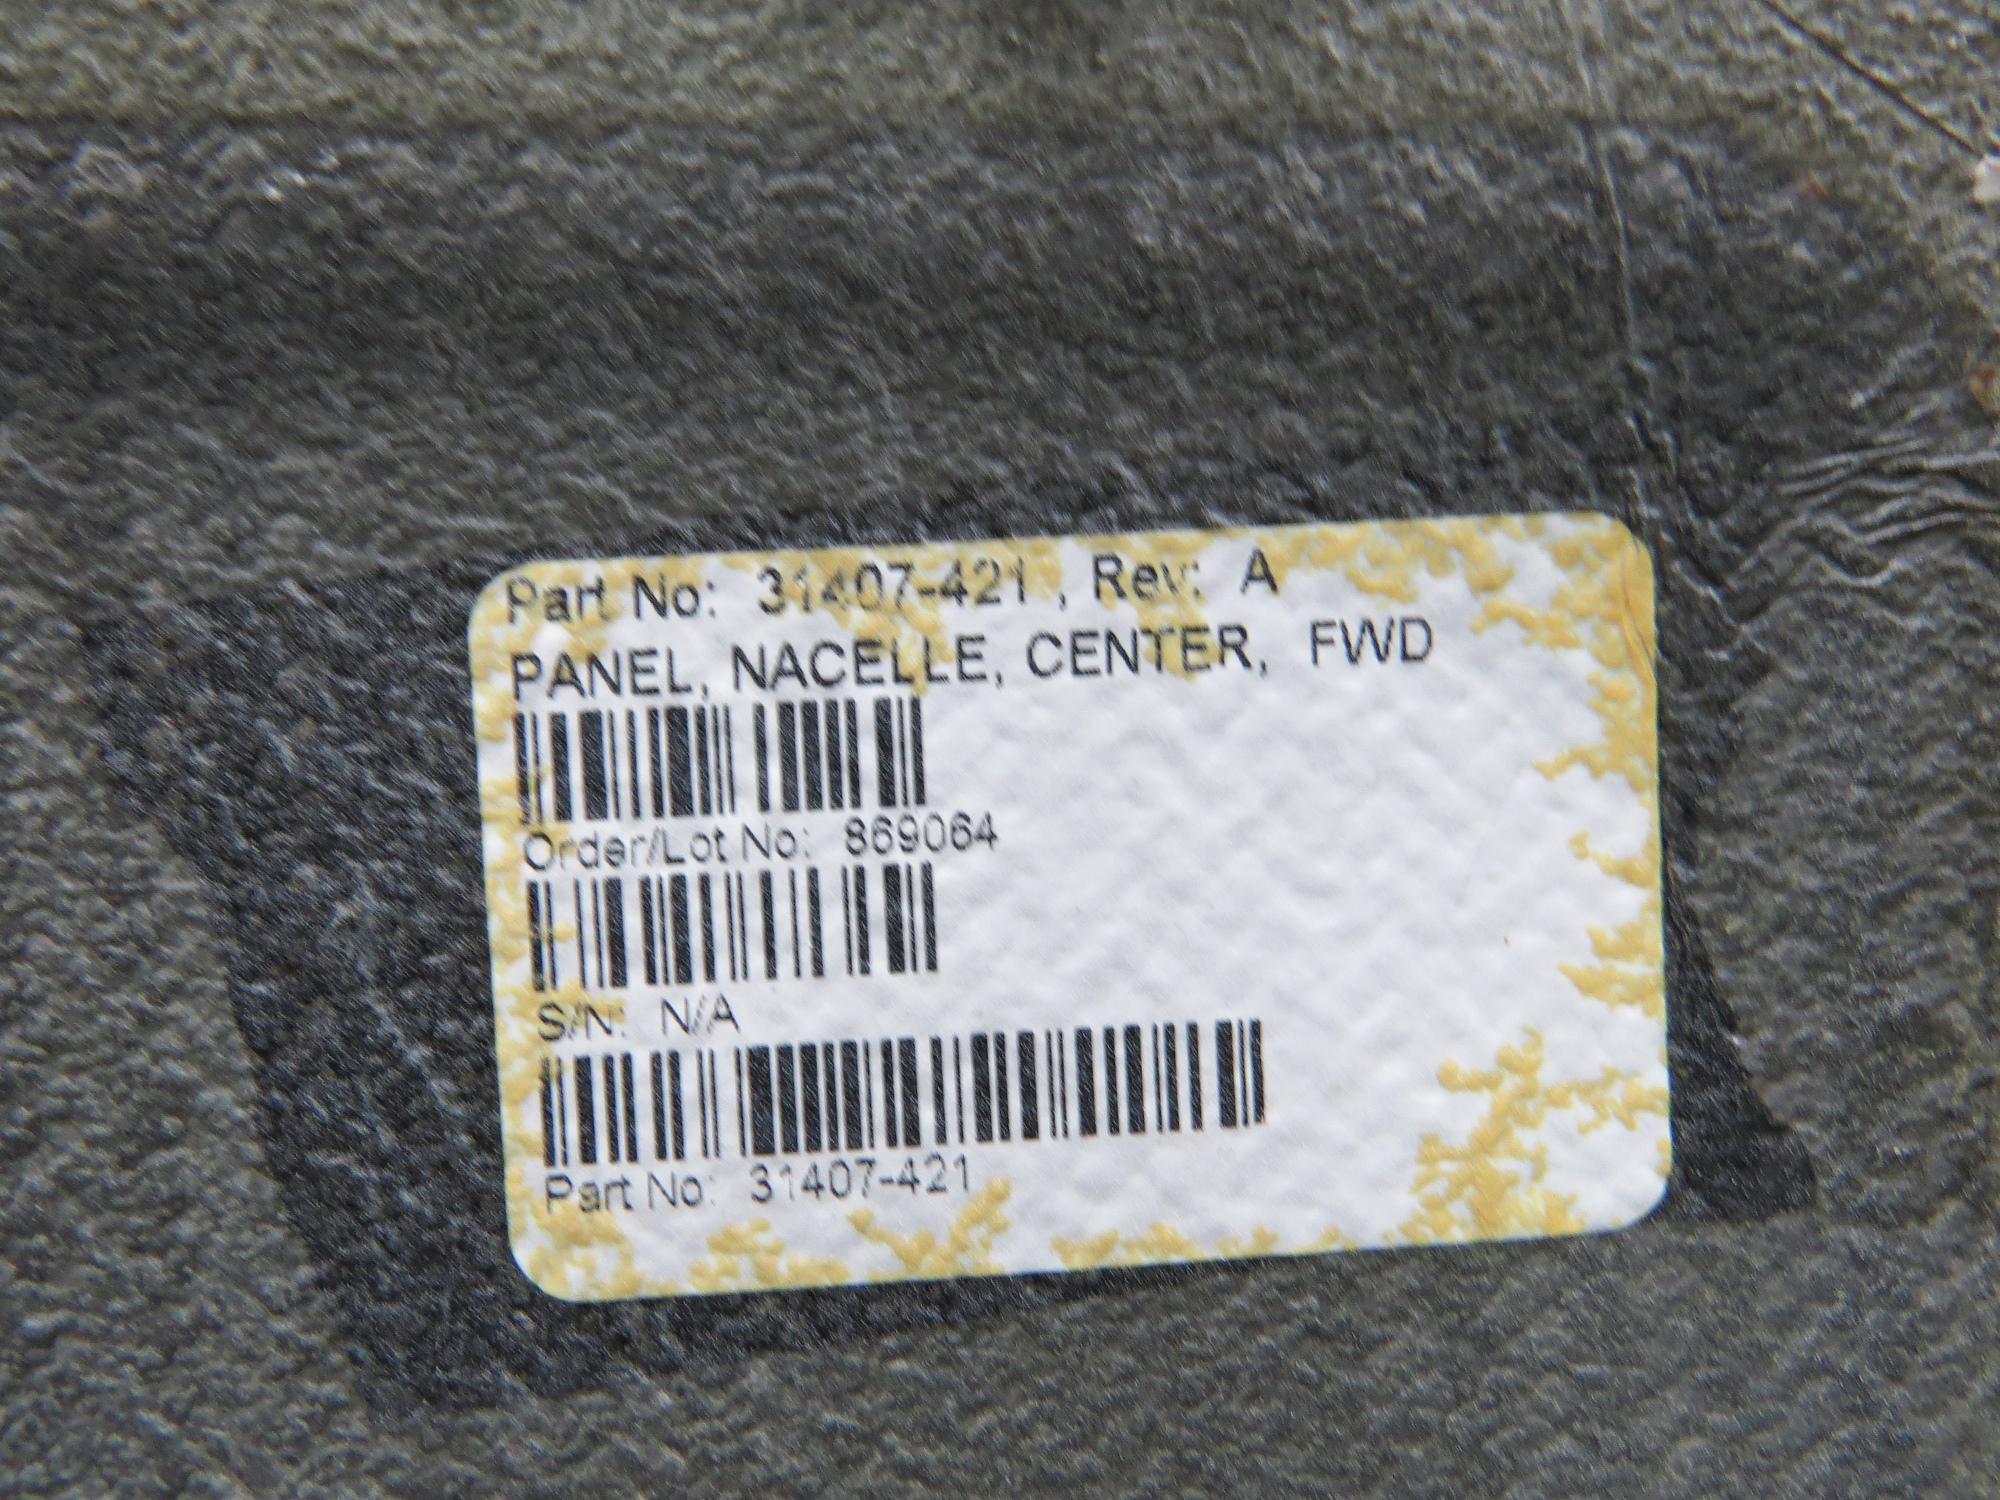 Part No: 31407-421 , Rev: A
PANEL, NACELLE, CENTER, FWD
Order/Lot No: 869064
S/N: N/A
Part No: 31407-421